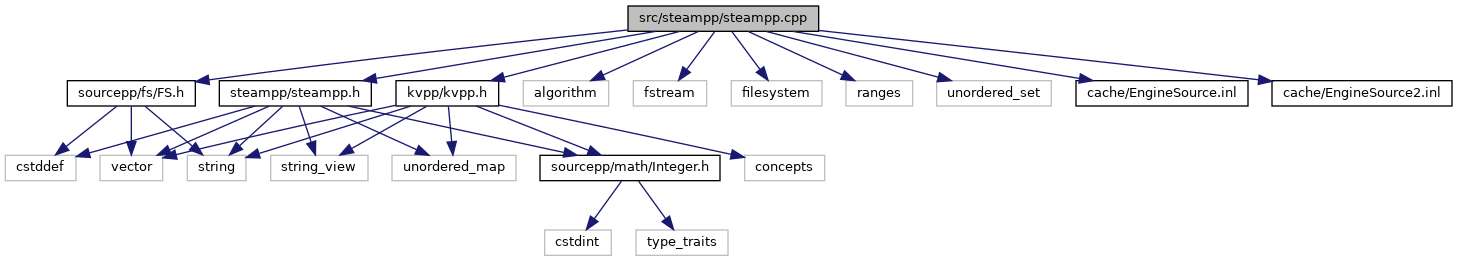 src/steampp/steampp.cpp
sourcepp/fs/FS.h
steampp/steampp.h
kvpp/kvpp.h
algorithm
fstream
filesystem
ranges
unordered_set
cache/EngineSource.inl
cache/EngineSource2.inl
cstddef
vector
string
string_view
unordered_map
sourcepp/math/Integer.h
concepts
cstdint
type_traits